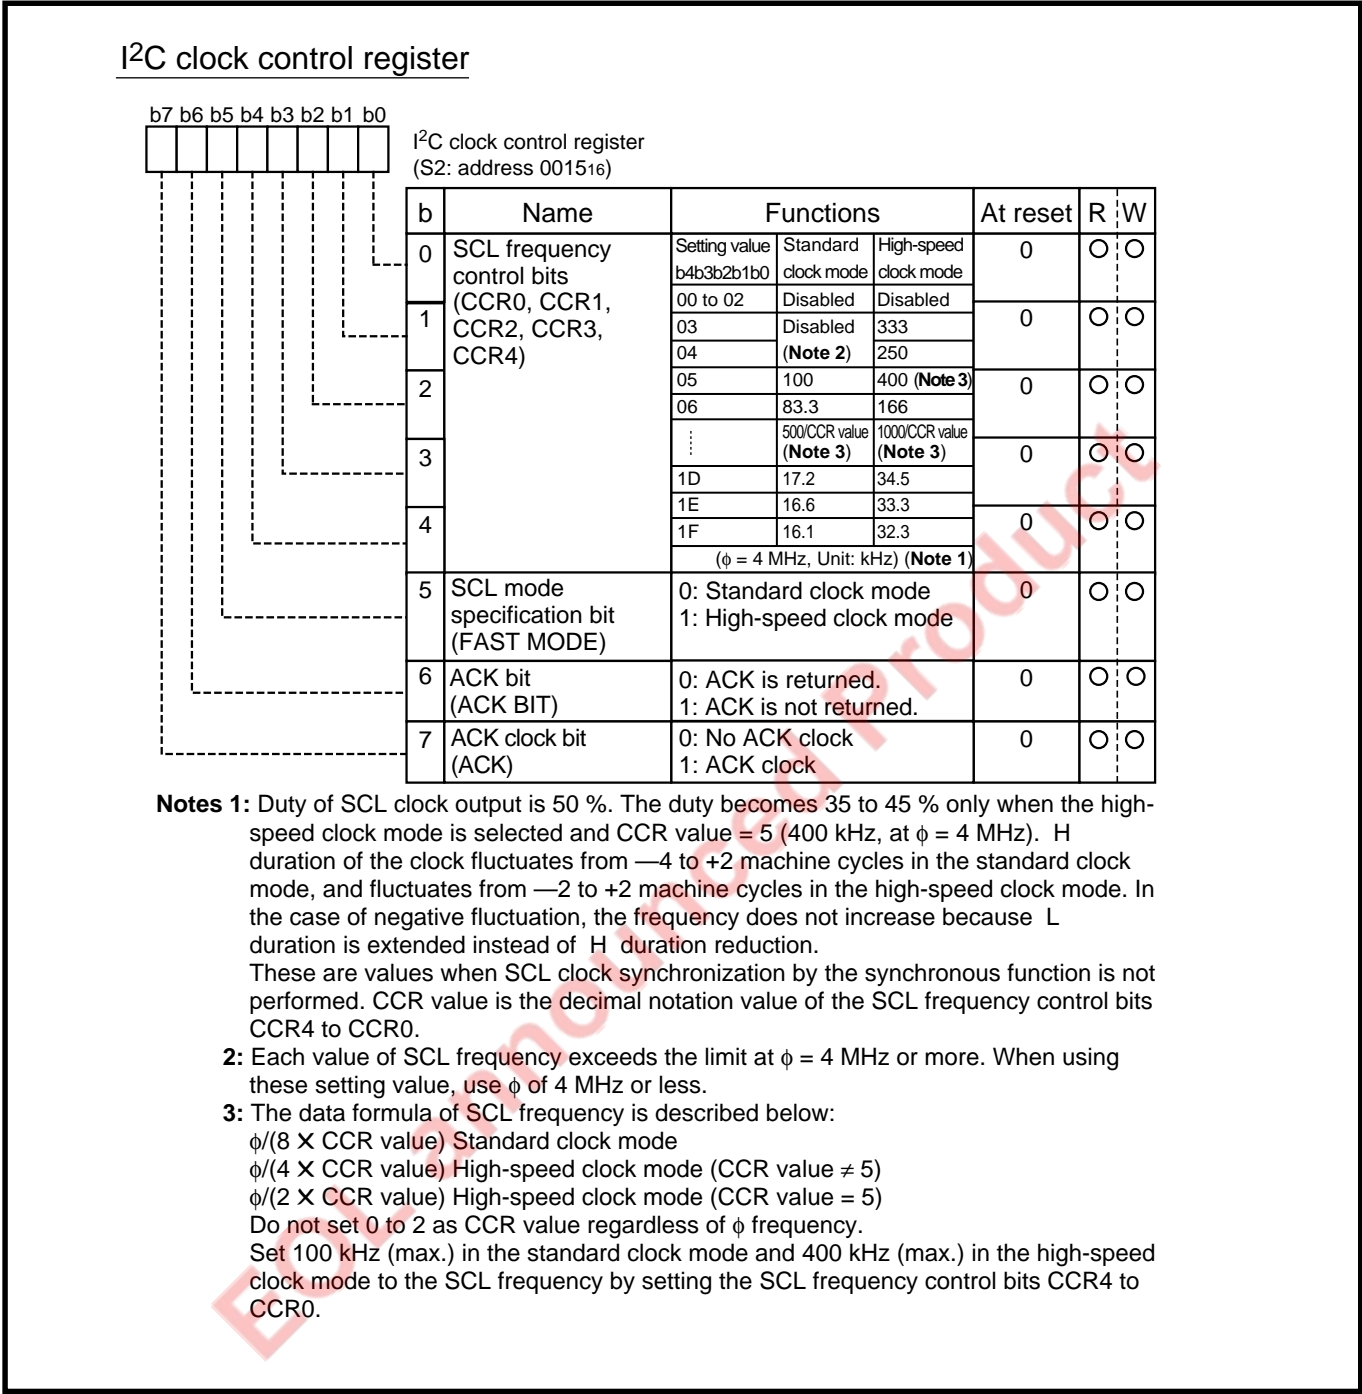 I2C clock control register
b7 b6 b5 b4 b3 b2 b1 b0
I2C clock control register
(S2: address 001516)
b Name Functions At reset R W
0 SCL frequency control bits (CCR0, CCR1, CCR2, CCR3, CCR4) 0
Setting value b4b3b2b1b0 Standard clock mode High-speed clock mode
00 to 02 Disabled Disabled
03 Disabled 333
04 (Note 2) 250
05 100 400 (Note 3)
06 83.3 166
500/CCR value (Note 3) 1000/CCR value (Note 3)
1D 17.2 34.5
1E 16.6 33.3
1F 16.1 32.3
(ϕ = 4 MHz, Unit: kHz) (Note 1)
1 0
2 0
3 0
4 0
5 SCL mode specification bit (FAST MODE) 0: Standard clock mode 0
1: High-speed clock mode
6 ACK bit (ACK BIT) 0: ACK is returned. 0
1: ACK is not returned.
7 ACK clock bit (ACK) 0: No ACK clock 0
1: ACK clock
Notes 1: Duty of SCL clock output is 50 %. The duty becomes 35 to 45 % only when the high-
speed clock mode is selected and CCR value = 5 (400 kHz, at ϕ = 4 MHz). H
duration of the clock fluctuates from —4 to +2 machine cycles in the standard clock
mode, and fluctuates from —2 to +2 machine cycles in the high-speed clock mode. In
the case of negative fluctuation, the frequency does not increase because L
duration is extended instead of H duration reduction.
These are values when SCL clock synchronization by the synchronous function is not
performed. CCR value is the decimal notation value of the SCL frequency control bits
CCR4 to CCR0.
2: Each value of SCL frequency exceeds the limit at ϕ = 4 MHz or more. When using
these setting value, use ϕ of 4 MHz or less.
3: The data formula of SCL frequency is described below:
ϕ/(8 ✕ CCR value) Standard clock mode
ϕ/(4 ✕ CCR value) High-speed clock mode (CCR value ≠ 5)
ϕ/(2 ✕ CCR value) High-speed clock mode (CCR value = 5)
Do not set 0 to 2 as CCR value regardless of ϕ frequency.
Set 100 kHz (max.) in the standard clock mode and 400 kHz (max.) in the high-speed
clock mode to the SCL frequency by setting the SCL frequency control bits CCR4 to
CCR0.
EOL announced Product